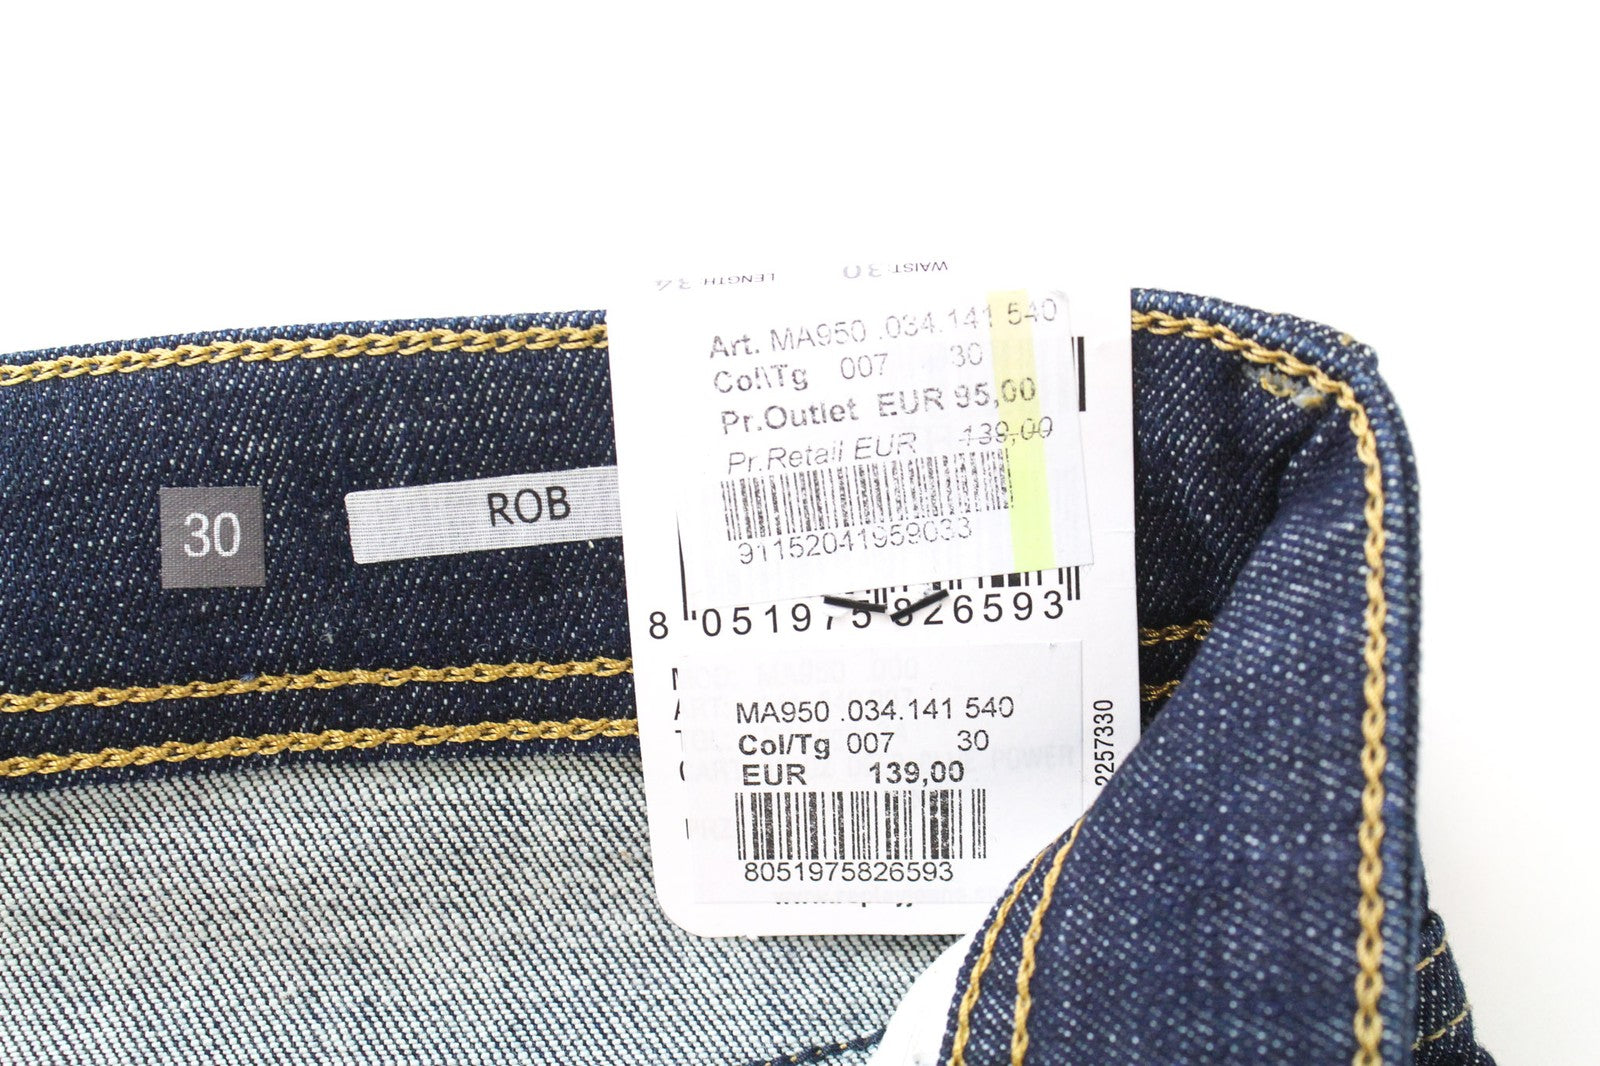 30
ROB
LENGTH: 34 WAIST: 30
Art. MA950 .034.141 540
Col\Tg 007 30
Pr.Outlet EUR 95,00
Pr.Retail EUR 139,00
91152041959033
8 051975 826593
MA950 .034.141 540
Col/Tg 007 30
EUR 139,00
8051975826593
2257330